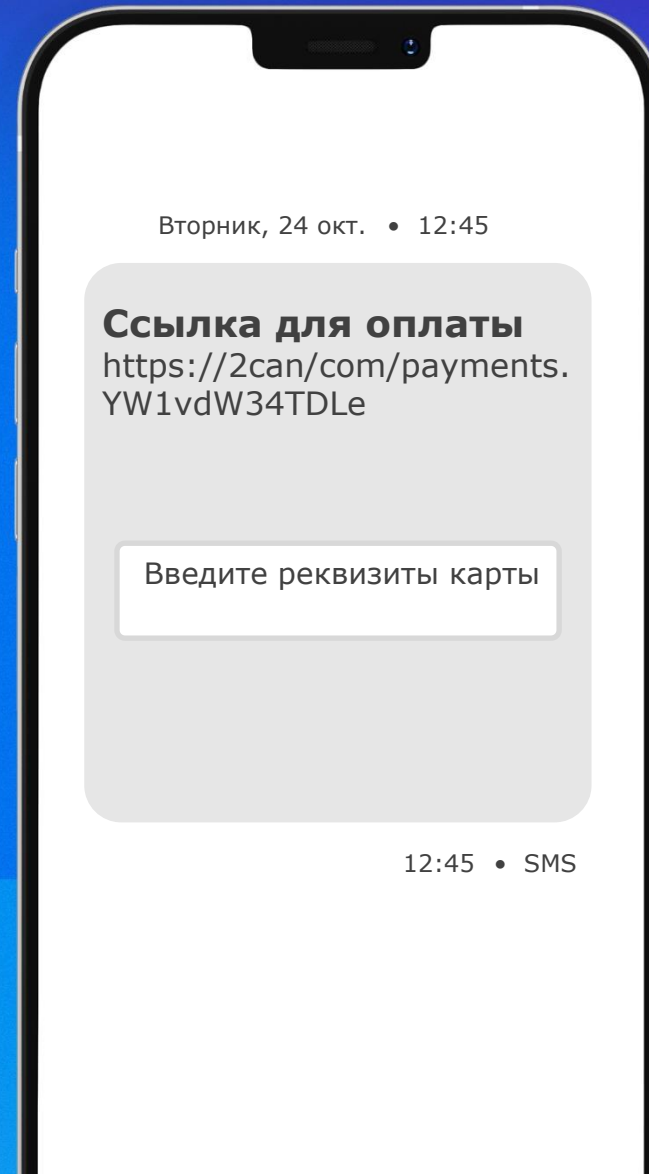 Вторник, 24 окт. • 12:45
Ссылка для оплаты
https://2can/com/payments.
YW1vdW34TDLe
Введите реквизиты карты
12:45 • SMS